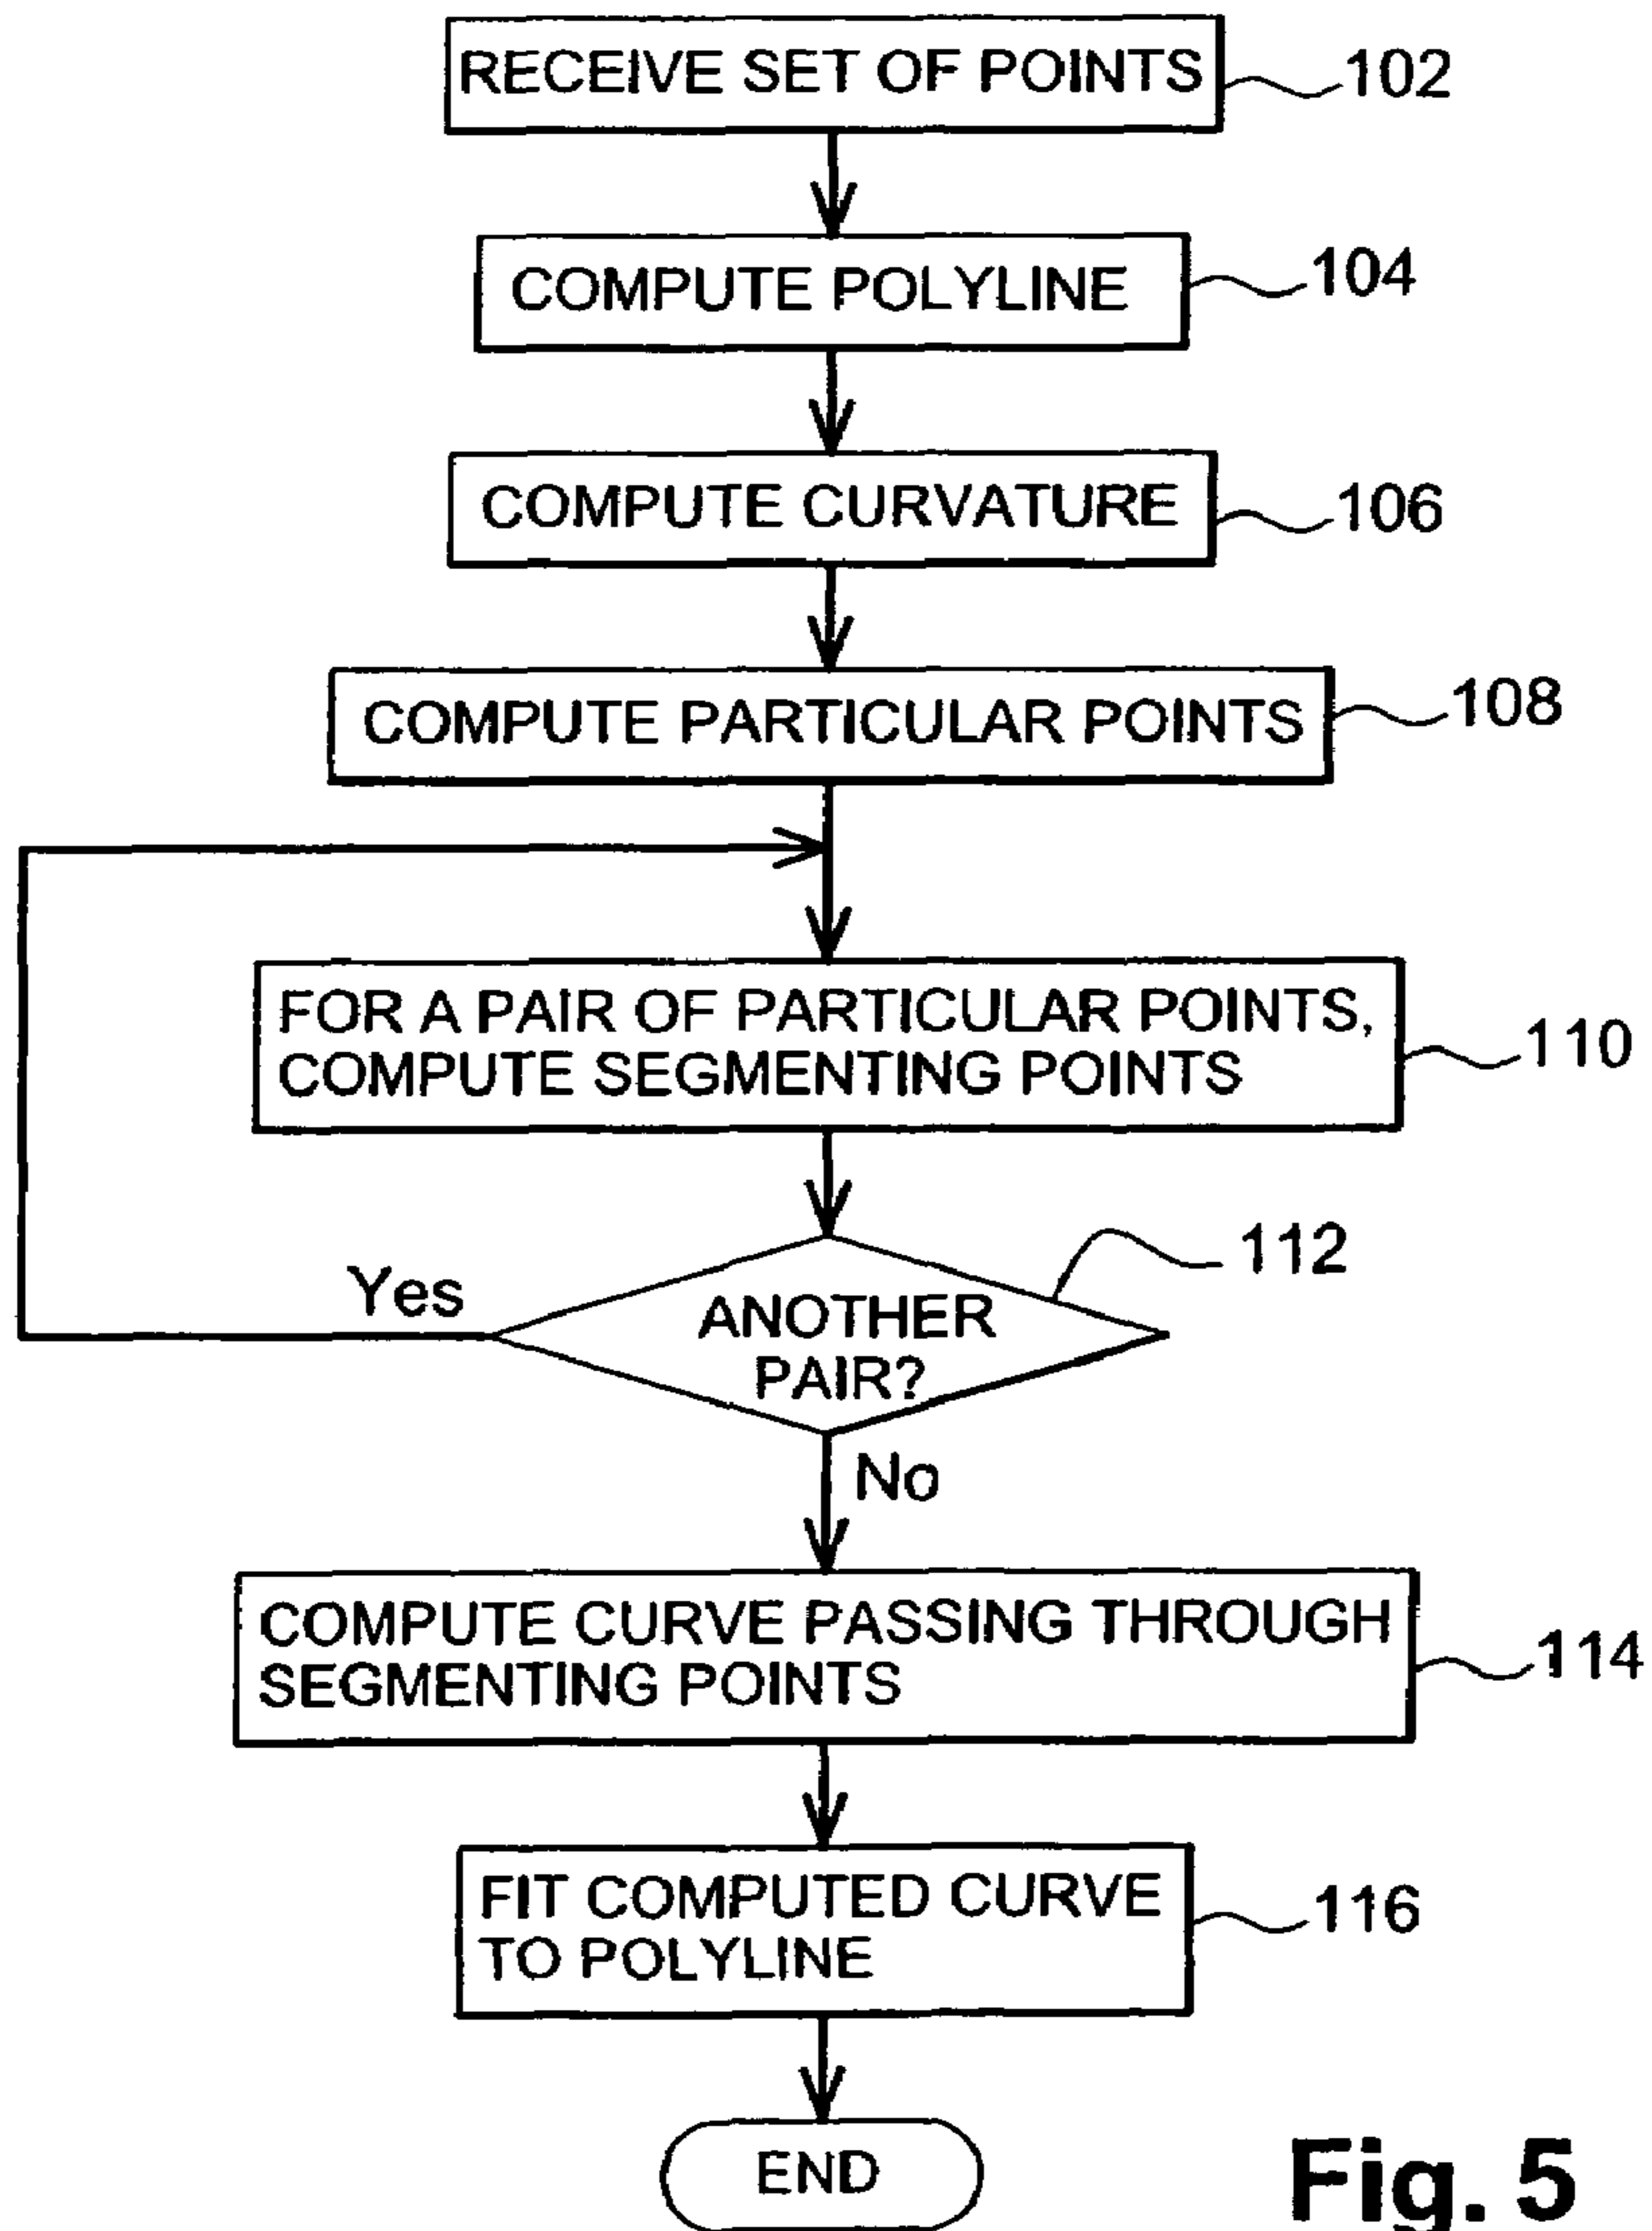 RECEIVE SET OF POINTS
102
COMPUTE POLYLINE
104
COMPUTE CURVATURE
106
COMPUTE PARTICULAR POINTS
108
FOR A PAIR OF PARTICULAR POINTS,
COMPUTE SEGMENTING POINTS
110
112
Yes
ANOTHER
PAIR?
No
COMPUTE CURVE PASSING THROUGH
SEGMENTING POINTS
114
FIT COMPUTED CURVE
TO POLYLINE
116
END
Fig. 5